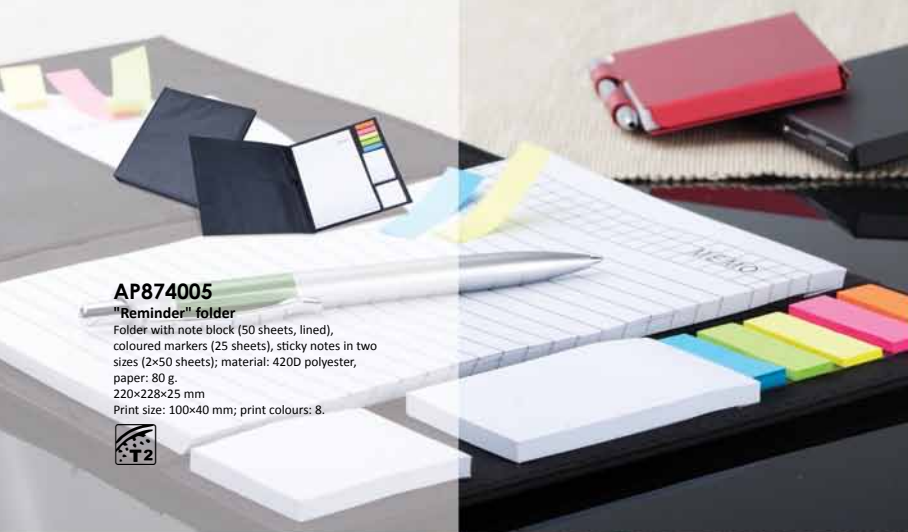 MEMO
AP874005
"Reminder" folder
Folder with note block (50 sheets, lined),
coloured markers (25 sheets), sticky notes in two
sizes (2×50 sheets); material: 420D polyester,
paper: 80 g.
220×228×25 mm
Print size: 100×40 mm; print colours: 8.
T2